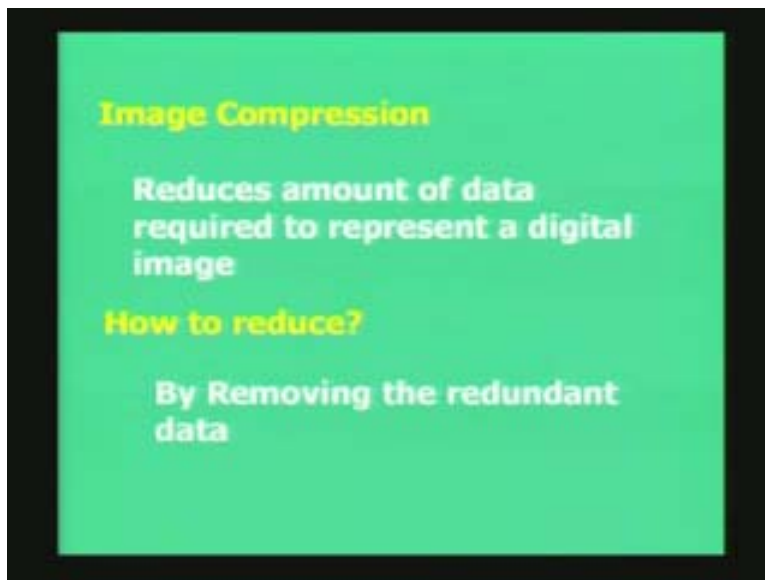 Image Compression
Reduces amount of data
required to represent a digital
image
How to reduce?
By Removing the redundant
data